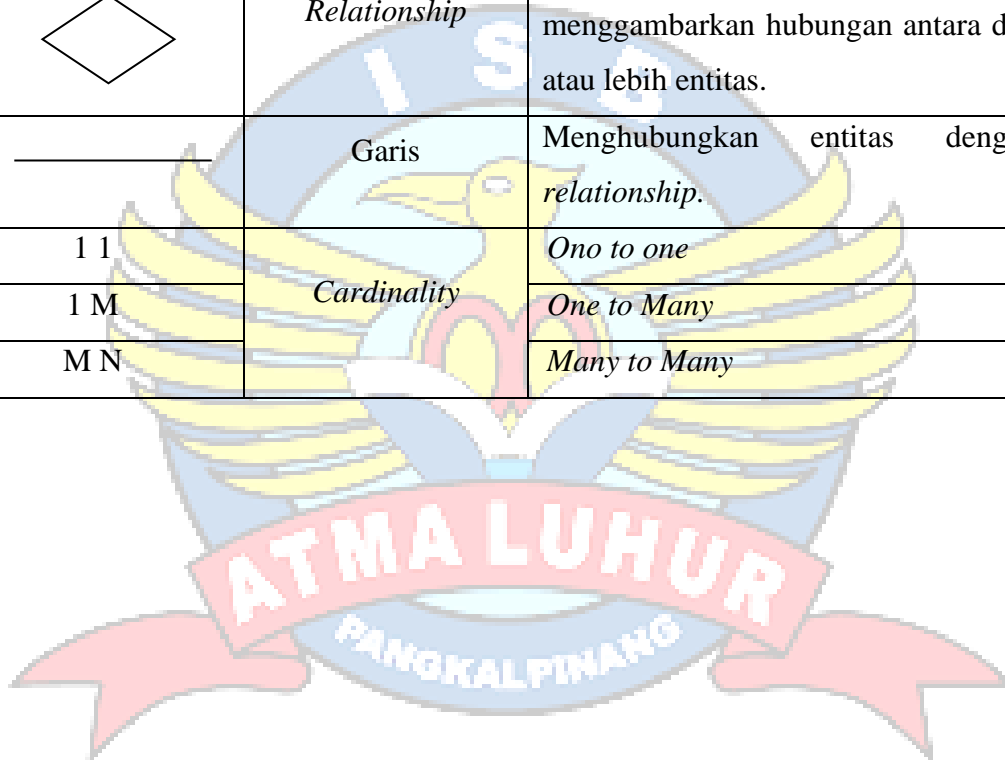 Relationship
menggambarkan hubungan antara d
atau lebih entitas.
Garis
Menghubungkan entitas deng
relationship.
1 1
Ono to one
Cardinality
1 M
One to Many
M N
Many to Many
I S B
ATMA LUHUR
PANGKALPINANG